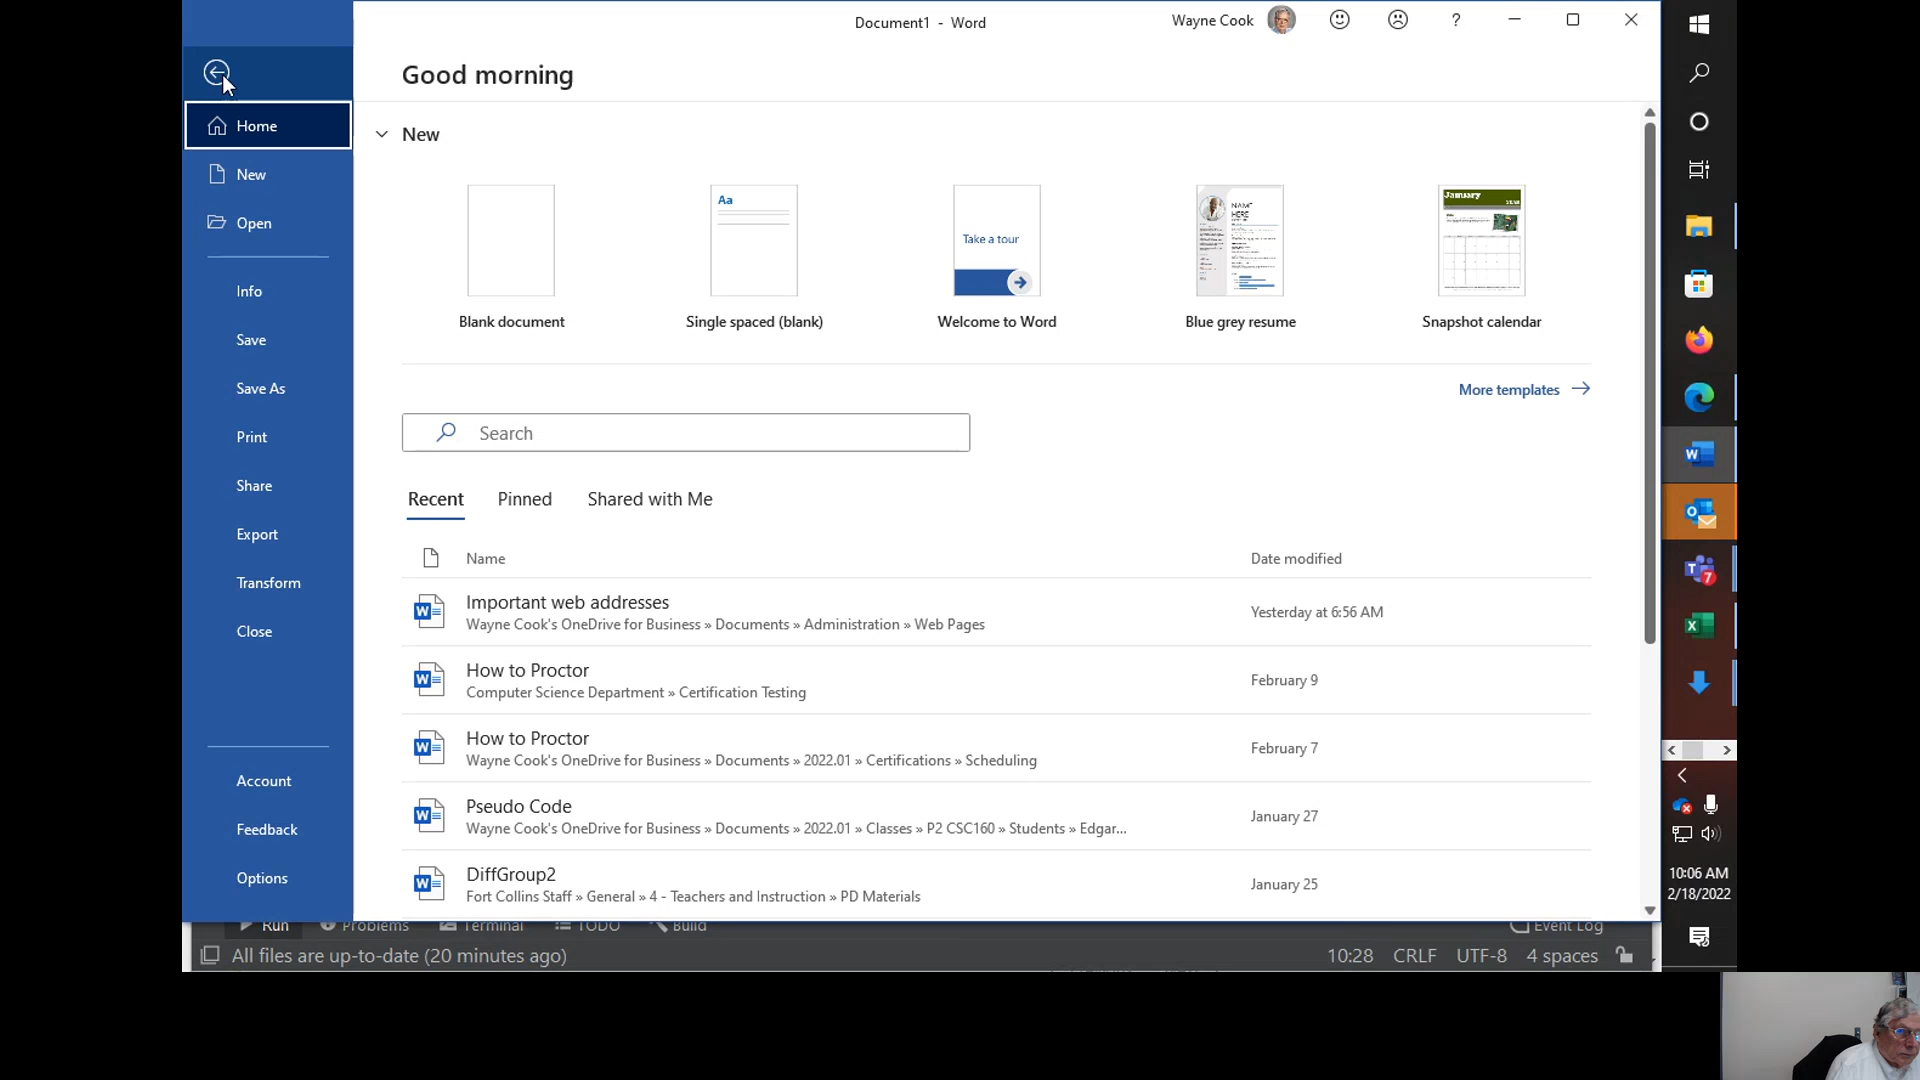 Document1 - Word
Wayne Cook
?
Good morning
Home
New
Open
Info
Save
Save As
Print
Share
Export
Transform
Close
Account
Feedback
Options
New
Aa
Take a tour
NAME
HERE
January
Blank document
Single spaced (blank)
Welcome to Word
Blue grey resume
Snapshot calendar
More templates
Search
Recent
Pinned
Shared with Me
Name
Date modified
Important web addresses
Yesterday at 6:56 AM
Wayne Cook's OneDrive for Business » Documents » Administration » Web Pages
How to Proctor
February 9
Computer Science Department » Certification Testing
How to Proctor
February 7
Wayne Cook's OneDrive for Business » Documents » 2022.01 » Certifications » Scheduling
Pseudo Code
January 27
Wayne Cook's OneDrive for Business » Documents » 2022.01 » Classes » P2 CSC160 » Students » Edgar...
DiffGroup2
January 25
Fort Collins Staff » General » 4 - Teachers and Instruction » PD Materials
Run
Problems
Terminal
TODO
Build
Event Log
All files are up-to-date (20 minutes ago)
10:28 CRLF UTF-8 4 spaces
7
10:06 AM
2/18/2022